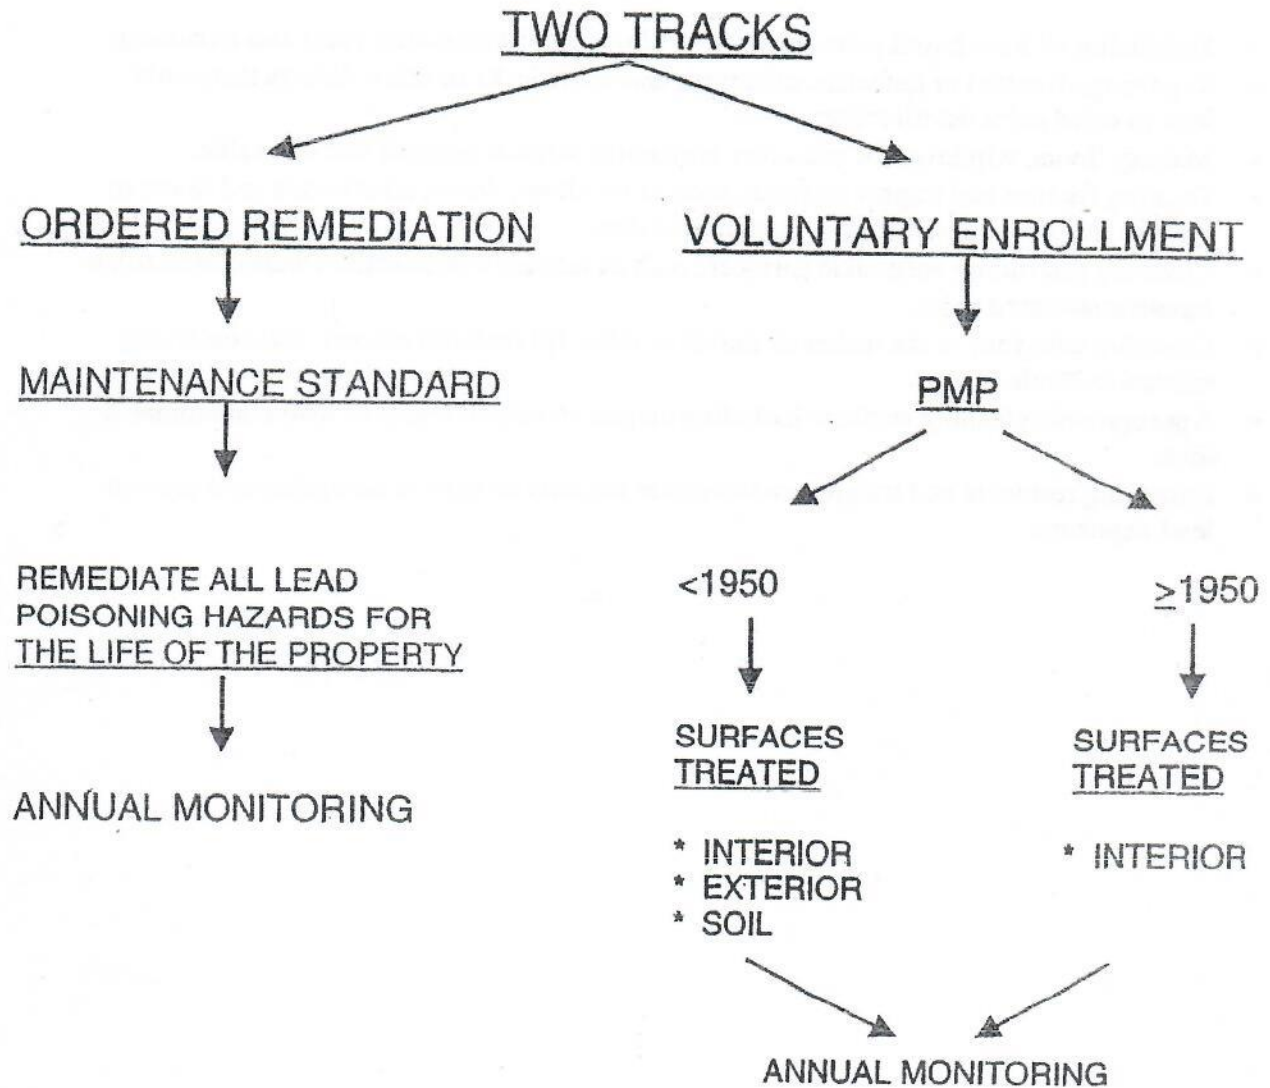 TWO TRACKS
ORDERED REMEDIATION
VOLUNTARY ENROLLMENT
MAINTENANCE STANDARD
PMP
REMEDIATE ALL LEAD
POISONING HAZARDS FOR
THE LIFE OF THE PROPERTY
<1950
≥1950
SURFACES
TREATED
SURFACES
TREATED
ANNUAL MONITORING
* INTERIOR
* EXTERIOR
* SOIL
* INTERIOR
ANNUAL MONITORING